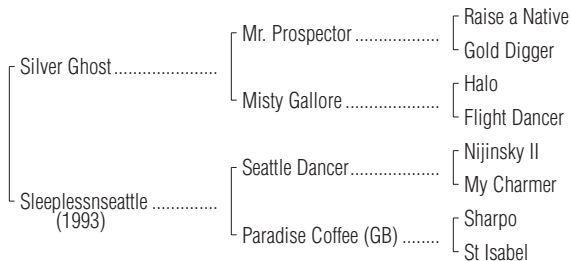 Raise a Native
Mr. Prospector ..................
Gold Digger
Silver Ghost ......................
Halo
Misty Gallore ....................
Flight Dancer
Nijinsky II
Seattle Dancer...................
My Charmer
Sleeplessnseattle ..............
(1993)
Sharpo
Paradise Coffee (GB) ........
St Isabel